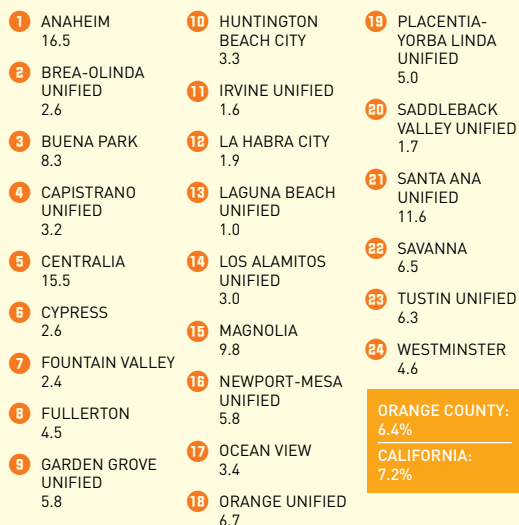 1 ANAHEIM
16.5
2 BREA-OLINDA
UNIFIED
2.6
3 BUENA PARK
8.3
4 CAPISTRANO
UNIFIED
3.2
5 CENTRALIA
15.5
6 CYPRESS
2.6
7 FOUNTAIN VALLEY
2.4
8 FULLERTON
4.5
9 GARDEN GROVE
UNIFIED
5.8
10 HUNTINGTON
BEACH CITY
3.3
11 IRVINE UNIFIED
1.6
12 LA HABRA CITY
1.9
13 LAGUNA BEACH
UNIFIED
1.0
14 LOS ALAMITOS
UNIFIED
3.0
15 MAGNOLIA
9.8
16 NEWPORT-MESA
UNIFIED
5.8
17 OCEAN VIEW
3.4
18 ORANGE UNIFIED
6.7
19 PLACENTIA-
YORBA LINDA
UNIFIED
5.0
20 SADDLEBACK
VALLEY UNIFIED
1.7
21 SANTA ANA
UNIFIED
11.6
22 SAVANNA
6.5
23 TUSTIN UNIFIED
6.3
24 WESTMINSTER
4.6
ORANGE COUNTY:
6.4%
CALIFORNIA:
7.2%